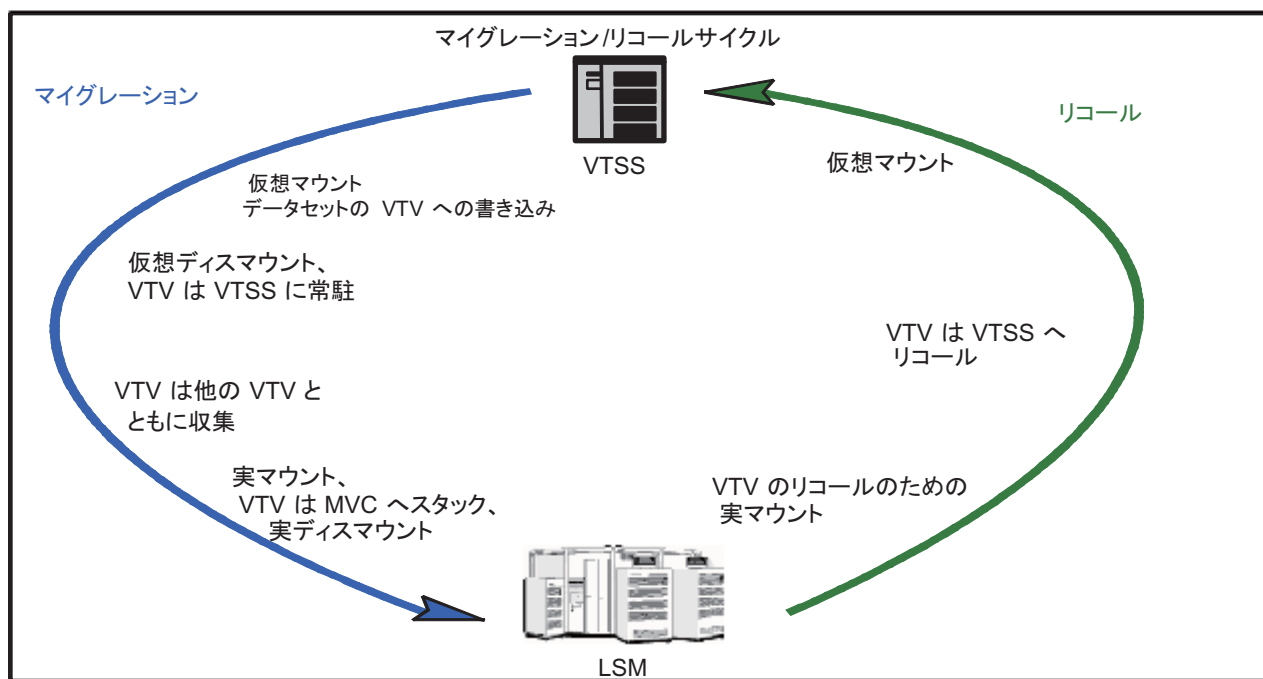 マイグレーション/リコールサイクル
マイグレーション
リコール
VTSS
仮想マウント
データセットの VTV への書き込み
仮想ディスマウント、
VTV は VTSS に常駐
VTV は他の VTV と
ともに収集
実マウント、
VTV は MVC へスタック、
実ディスマウント
LSM
VTV のリコールのための
実マウント
VTV は VTSS へ
リコール
仮想マウント